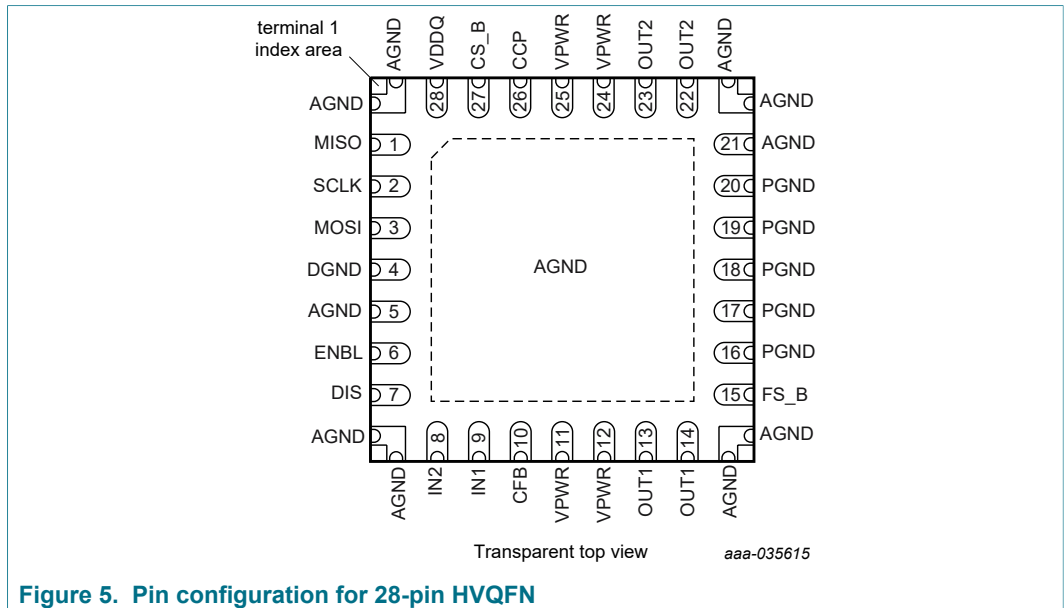 terminal 1
index area
AGND
VDDQ
CS_B
CCP
VPWR
VPWR
OUT2
OUT2
AGND
28
27
26
25
24
23
22
AGND
AGND
MISO 1
21 AGND
SCLK 2
20 PGND
MOSI 3
19 PGND
DGND 4
AGND
18 PGND
AGND 5
17 PGND
ENBL 6
16 PGND
DIS 7
15 FS_B
AGND
AGND
8
9
10
11
12
13
14
AGND
IN2
IN1
CFB
VPWR
VPWR
OUT1
OUT1
AGND
Transparent top view
aaa-035615
Figure 5. Pin configuration for 28-pin HVQFN